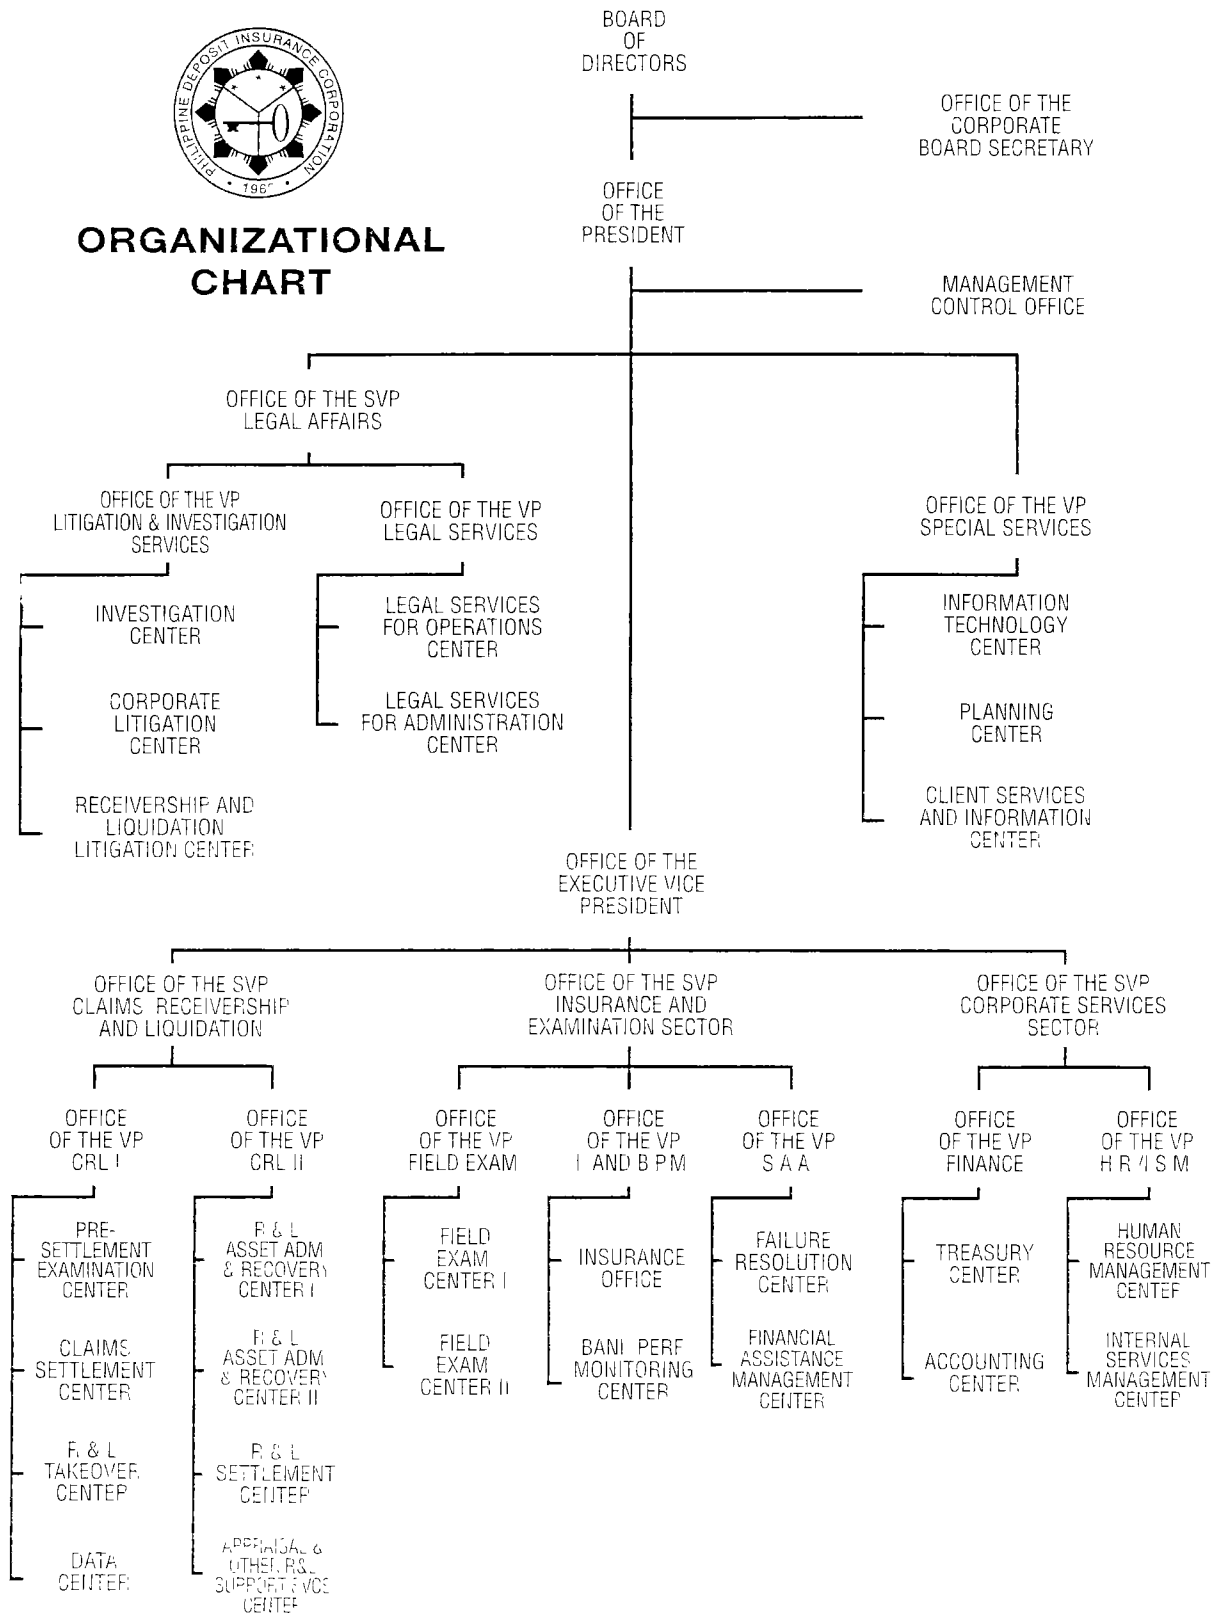 BOARD
OF
DIRECTORS
PHILIPPINE DEPOSIT INSURANCE CORPORATION
OFFICE OF THE
CORPORATE
BOARD SECRETARY
OFFICE
OF THE
PRESIDENT
ORGANIZATIONAL
CHART
MANAGEMENT
CONTROL OFFICE
OFFICE OF THE SVP
LEGAL AFFAIRS
OFFICE OF THE VP
LITIGATION & INVESTIGATION
SERVICES
OFFICE OF THE VP
LEGAL SERVICES
OFFICE OF THE VP
SPECIAL SERVICES
INVESTIGATION
CENTER
CORPORATE
LITIGATION
CENTER
RECEIVERSHIP AND
LIQUIDATION
LITIGATION CENTER
LEGAL SERVICES
FOR OPERATIONS
CENTER
LEGAL SERVICES
FOR ADMINISTRATION
CENTER
INFORMATION
TECHNOLOGY
CENTER
PLANNING
CENTER
CLIENT SERVICES
AND INFORMATION
CENTER
OFFICE OF THE
EXECUTIVE VICE
PRESIDENT
OFFICE OF THE SVP
CLAIMS RECEIVERSHIP
AND LIQUIDATION
OFFICE OF THE SVP
INSURANCE AND
EXAMINATION SECTOR
OFFICE OF THE SVP
CORPORATE SERVICES
SECTOR
OFFICE
OF THE VP
CRL I
PRE-
SETTLEMENT
EXAMINATION
CENTER
CLAIMS
SETTLEMENT
CENTER
R & L
TAKEOVER
CENTER
DATA
CENTER
OFFICE
OF THE VP
CRL II
R & L
ASSET ADM
& RECOVERY
CENTER I
R & L
ASSET ADM
& RECOVERY
CENTER II
R & L
SETTLEMENT
CENTER
APPRAISAL &
OTHER R&L
SUPPORT
CENTER
OFFICE
OF THE VP
FIELD EXAM
FIELD
EXAM
CENTER I
FIELD
EXAM
CENTER II
OFFICE
OF THE VP
I AND B P M
INSURANCE
OFFICE
PERF
MONITORING
CENTER
OFFICE
OF THE VP
S A A
FAILURE
RESOLUTION
CENTER
FINANCIAL
ASSISTANCE
MANAGEMENT
CENTER
OFFICE
OF THE VP
FINANCE
TREASURY
CENTER
ACCOUNTING
CENTER
OFFICE
OF THE VP
H R
HUMAN
RESOURCE
MANAGEMENT
CENTER
INTERNAL
SERVICES
MANAGEMENT
CENTER